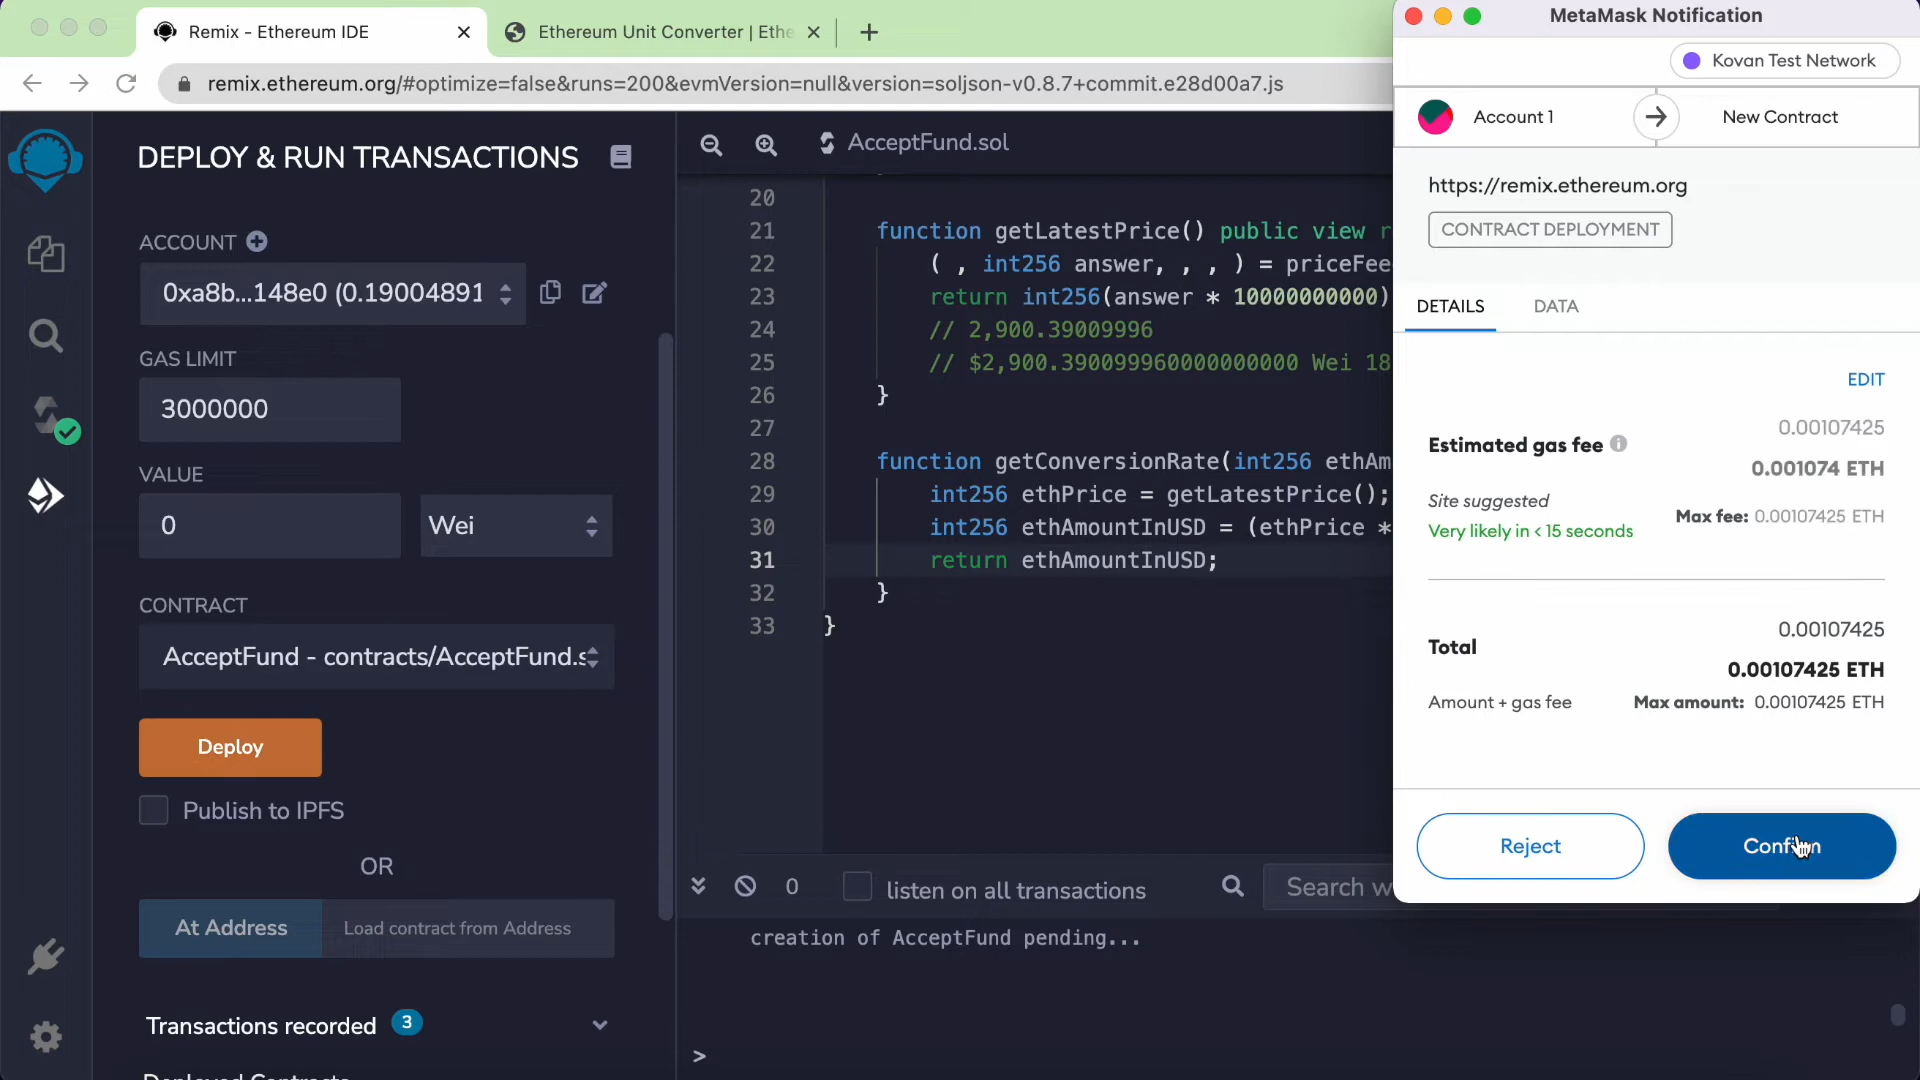 Remix - Ethereum IDE
Ethereum Unit Converter | Ethe
remix.ethereum.org/#optimize=false&runs=200&evmVersion=null&version=soljson-v0.8.7+commit.e28d00a7.js
DEPLOY & RUN TRANSACTIONS
ACCOUNT
0xa8b...148e0 (0.19004891
GAS LIMIT
3000000
VALUE
0
Wei
CONTRACT
AcceptFund - contracts/AcceptFund.s
Deploy
Publish to IPFS
OR
At Address
Load contract from Address
Transactions recorded 3
Deployed Contracts
AcceptFund.sol
20
21 function getLatestPrice() public view r
22 ( , int256 answer, , , ) = priceFee
23 return int256(answer * 10000000000)
24 // 2,900.39009996
25 // $2,900.390099960000000000 Wei 18
26 }
27
28 function getConversionRate(int256 ethAm
29 int256 ethPrice = getLatestPrice();
30 int256 ethAmountInUSD = (ethPrice *
31 return ethAmountInUSD;
32 }
33 }
0
listen on all transactions
Search w
creation of AcceptFund pending...
>
MetaMask Notification
Kovan Test Network
Account 1
New Contract
https://remix.ethereum.org
CONTRACT DEPLOYMENT
DETAILS
DATA
EDIT
0.00107425
Estimated gas fee
0.001074 ETH
Site suggested
Max fee: 0.00107425 ETH
Very likely in < 15 seconds
0.00107425
Total
0.00107425 ETH
Amount + gas fee
Max amount: 0.00107425 ETH
Reject
Confirm